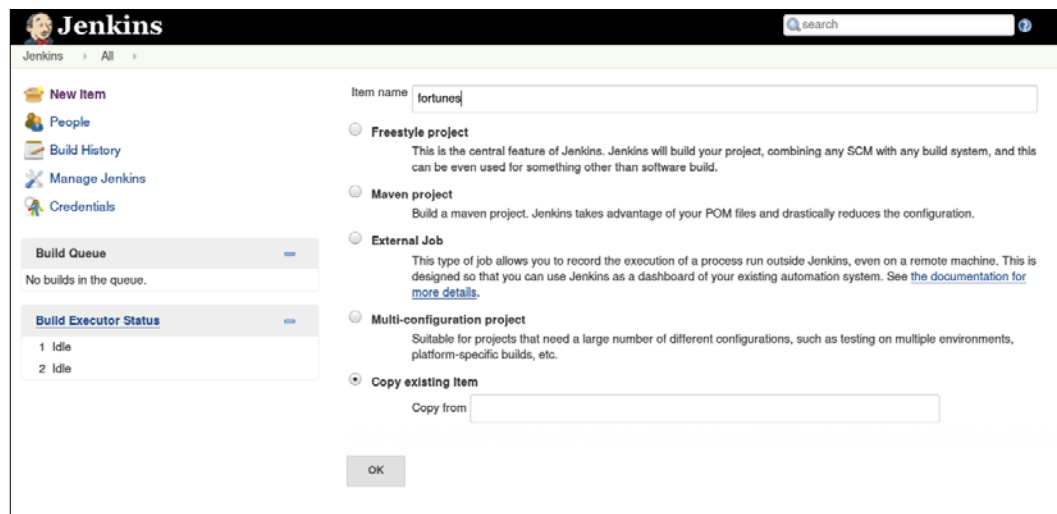 Jenkins
search
Jenkins All
New Item
People
Build History
Manage Jenkins
Credentials
Build Queue
No builds in the queue.
Build Executor Status
1 Idle
2 Idle
Item name fortunes
Freestyle project
This is the central feature of Jenkins. Jenkins will build your project, combining any SCM with any build system, and this
can be even used for something other than software build.
Maven project
Build a maven project. Jenkins takes advantage of your POM files and drastically reduces the configuration.
External Job
This type of job allows you to record the execution of a process run outside Jenkins, even on a remote machine. This is
designed so that you can use Jenkins as a dashboard of your existing automation system. See the documentation for
more details.
Multi-configuration project
Suitable for projects that need a large number of different configurations, such as testing on multiple environments,
platform-specific builds, etc.
Copy existing Item
Copy from
OK